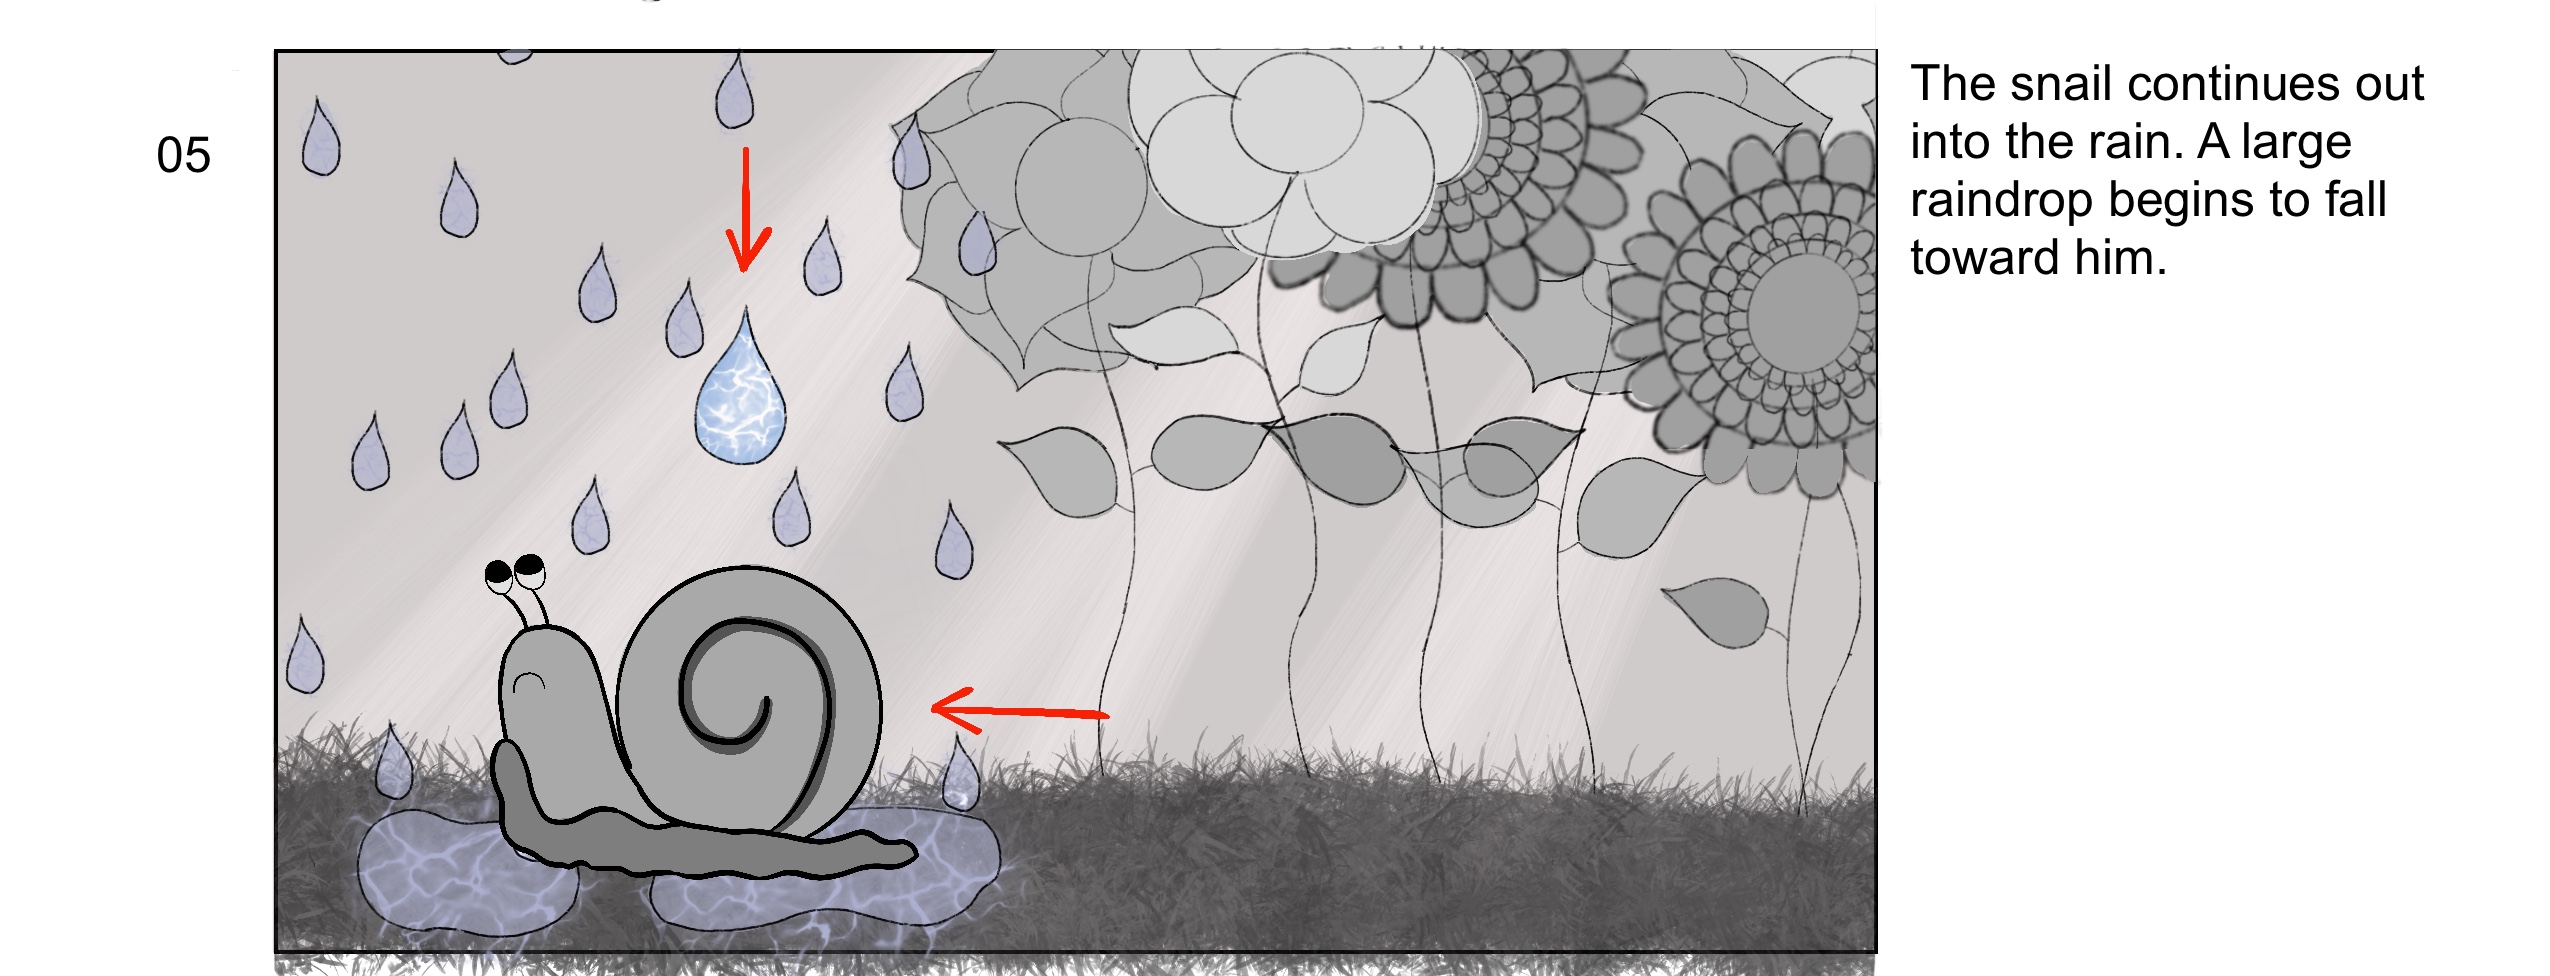 05
The snail continues out
into the rain. A large
raindrop begins to fall
toward him.